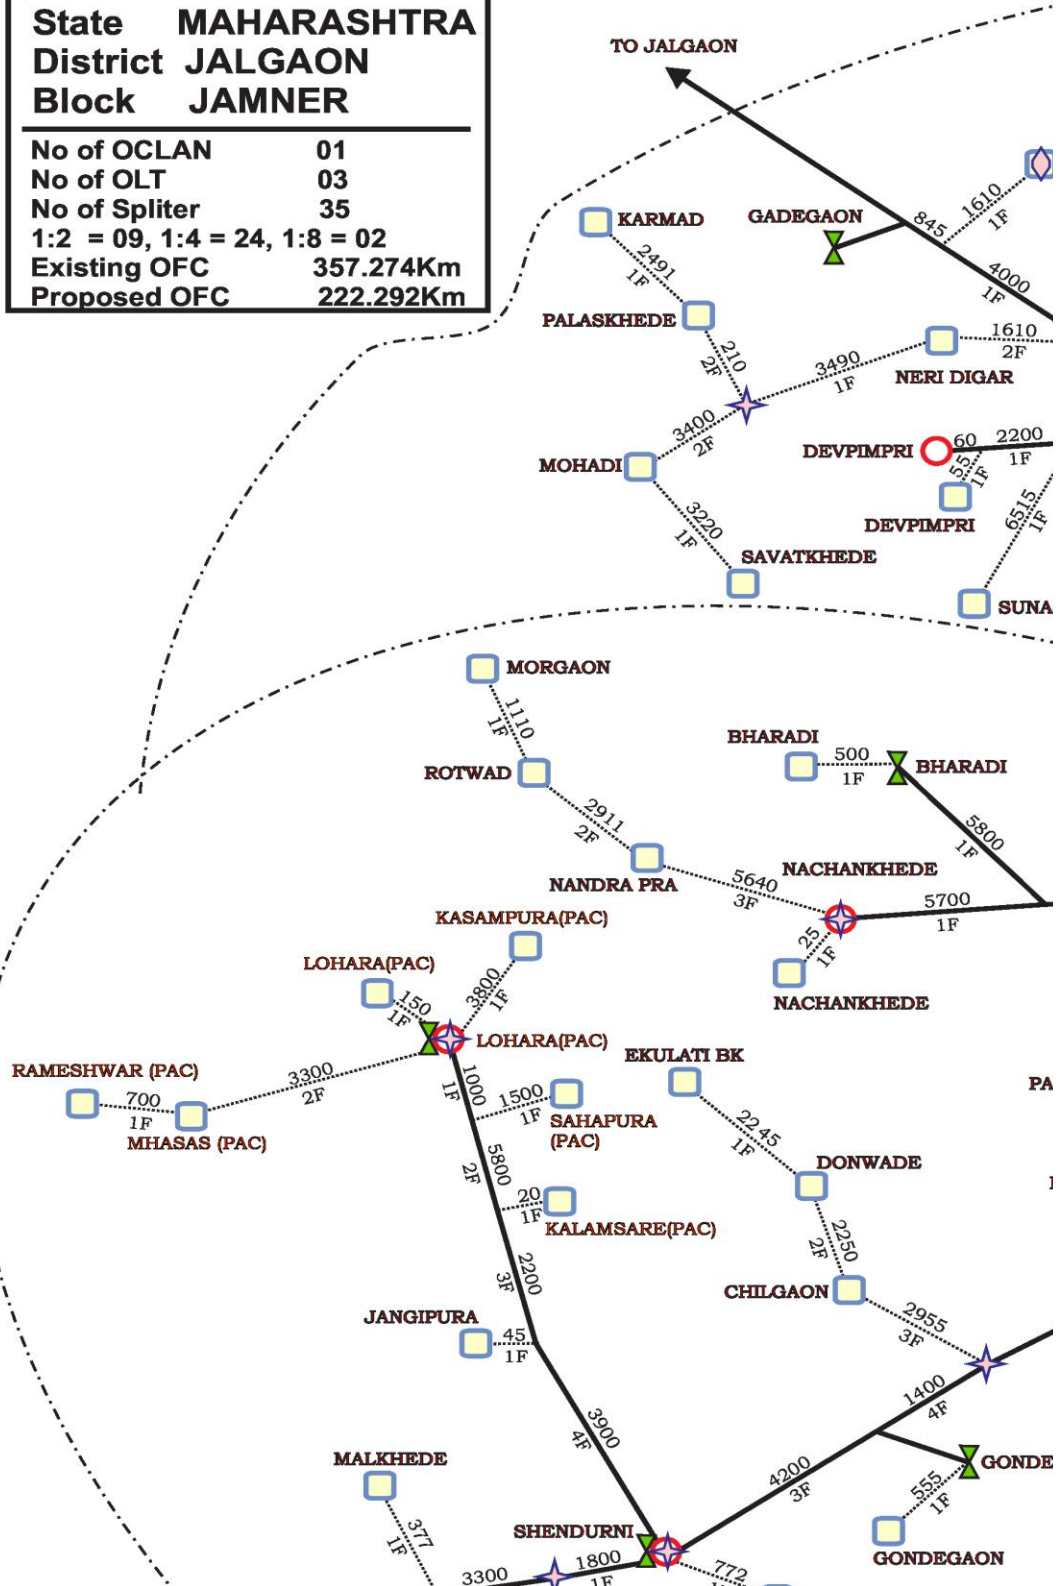 State MAHARASHTRA
District JALGAON
Block JAMNER
No of OCLAN 01
No of OLT 03
No of Spliter 35
1:2 = 09, 1:4 = 24, 1:8 = 02
Existing OFC 357.274Km
Proposed OFC 222.292Km
TO JALGAON
KARMAD
GADEGAON
845
1610
1F
2491
1F
4000
1F
PALASKHEDE
210
2F
3490
1F
1610
2F
NERI DIGAR
3400
2F
MOHADI
DEVPIMPRI
60
2200
1F
55
1F
DEVPIMPRI
6515
1F
3220
1F
SAVATKHEDE
SUNA
MORGAON
1110
1F
BHARADI
500
1F
BHARADI
ROTWAD
2911
2F
5800
1F
NANDRA PRA
5640
3F
NACHANKHEDE
5700
1F
25
1F
NACHANKHEDE
KASAMPURA(PAC)
LOHARA(PAC)
150
1F
3800
1F
LOHARA(PAC)
EKULATI BK
RAMESHWAR (PAC)
700
1F
3300
2F
MHASAS (PAC)
1000
1F
1500
1F
SAHAPURA
(PAC)
PA
2245
1F
5800
2F
DONWADE
20
1F
KALAMSARE(PAC)
2250
2F
2200
3F
CHILGAON
2955
3F
JANGIPURA
45
1F
1400
4F
3900
4F
MALKHEDE
377
1F
4200
3F
GONDE
555
1F
GONDEGAON
SHENDURNI
3300
1800
1F
772